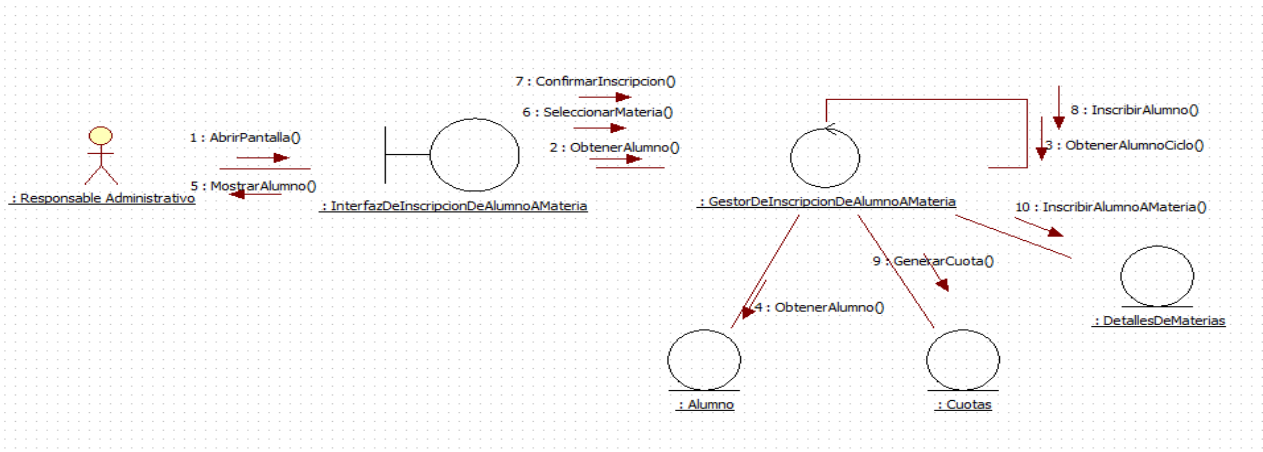 7 : ConfirmarInscripcion()
6 : SeleccionarMateria()
8 : InscribirAlumno()
1 : AbrirPantalla()
2 : ObtenerAlumno()
3 : ObtenerAlumnoCiclo()
5 : MostrarAlumno()
: Responsable Administrativo
: InterfazDeInscripcionDeAlumnoAMateria
: GestorDeInscripcionDeAlumnoAMateria
10 : InscribirAlumnoAMateria()
9 : GenerarCuota()
4 : ObtenerAlumno()
: DetallesDeMaterias
: Alumno
: Cuotas